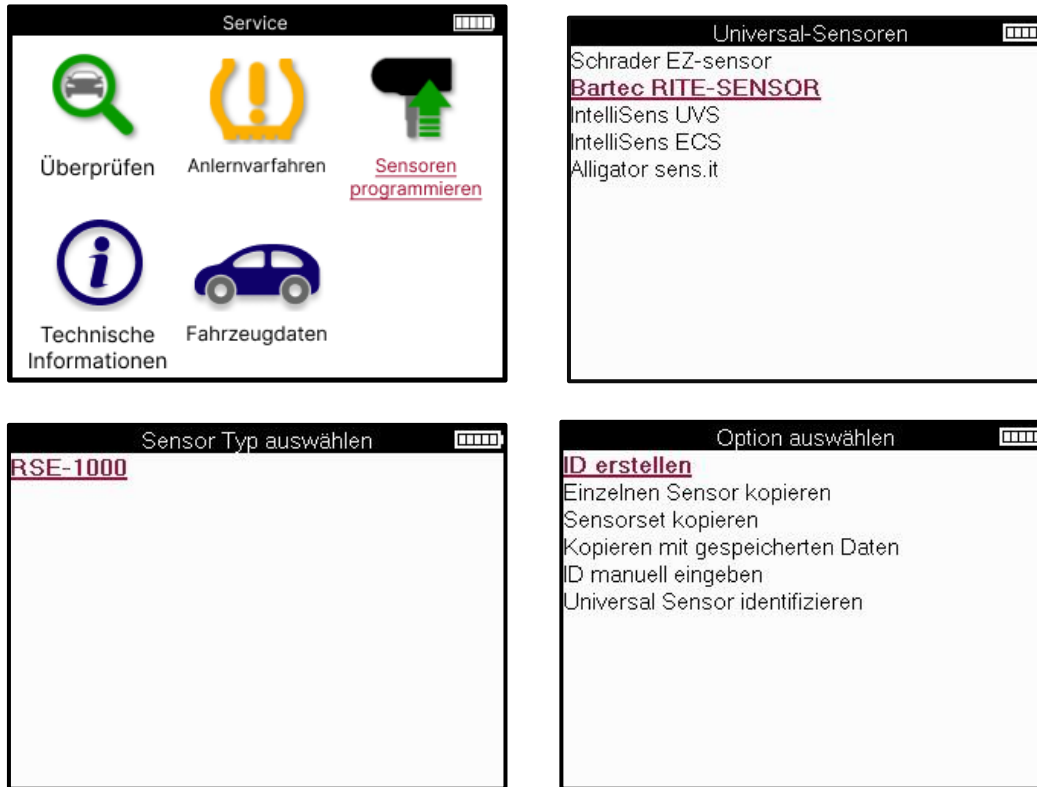 Service
Überprüfen
Anlernvarfahren
Sensoren
programmieren
Technische
Informationen
Fahrzeugdaten
Universal-Sensoren
Schrader EZ-sensor
Bartec RITE-SENSOR
IntelliSens UVS
IntelliSens ECS
Alligator sens.it
Sensor Typ auswählen
RSE-1000
Option auswählen
ID erstellen
Einzelnen Sensor kopieren
Sensorset kopieren
Kopieren mit gespeicherten Daten
ID manuell eingeben
Universal Sensor identifizieren